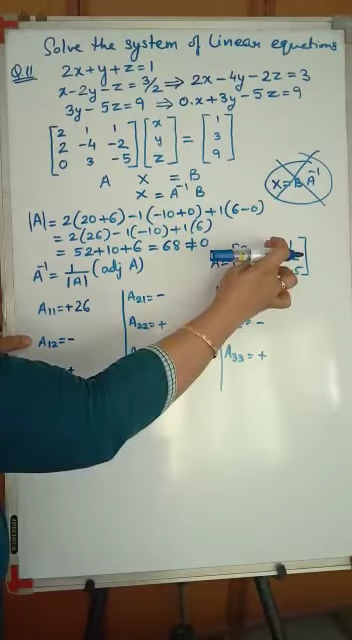 Solve the system of Linear equations
Q.11 2x+y+z=1
x-2y-z=3/2 ⇒ 2x-4y-2z=3
3y-5z=9 ⇒ 0.x+3y-5z=9
[2 1 1] [x] = [1]
[2 -4 -2] [y] [3]
[0 3 -5] [z] [9]
A X = B
X = A⁻¹ B
X=B A⁻¹
|A| = 2(20+6)-1(-10+0)+1(6-0)
= 2(26)-1(-10)+1(6)
= 52+10+6 = 68 ≠ 0
A⁻¹ = 1/|A| (adj A)
A=
5
A11=+26
A12=-
+
A21=-
A22=+
=-
A33=+